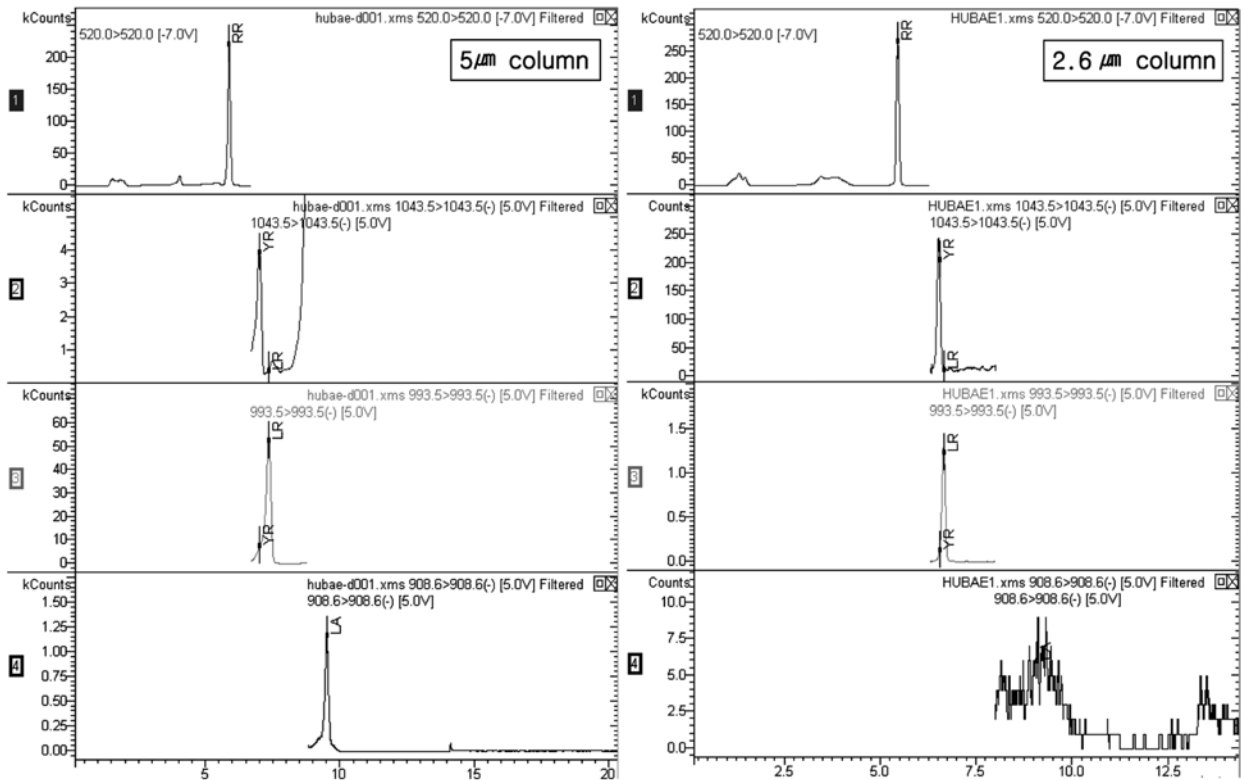 kCounts hubae-d001.xms 520.0>520.0 [-7.0V] Filtered
520.0>520.0 [-7.0V]
RR
5㎛ column
250
200
150
100
50
0
1
kCounts hubae-d001.xms 1043.5>1043.5(-) [5.0V] Filtered
1043.5>1043.5(-) [5.0V]
YR
LR
4
3
2
1
2
kCounts hubae-d001.xms 993.5>993.5(-) [5.0V] Filtered
993.5>993.5(-) [5.0V]
LR
YR
60
50
40
30
20
10
0
3
kCounts hubae-d001.xms 908.6>908.6(-) [5.0V] Filtered
908.6>908.6(-) [5.0V]
LA
1.50
1.25
1.00
0.75
0.50
0.25
0.00
4
5 10 15 20
kCounts HUBAE1.xms 520.0>520.0 [-7.0V] Filtered
520.0>520.0 [-7.0V]
RR
2.6 ㎛ column
300
250
200
150
100
50
0
1
Counts HUBAE1.xms 1043.5>1043.5(-) [5.0V] Filtered
1043.5>1043.5(-) [5.0V]
YR
LR
300
250
200
150
100
50
0
2
kCounts HUBAE1.xms 993.5>993.5(-) [5.0V] Filtered
993.5>993.5(-) [5.0V]
LR
YR
1.5
1.0
0.5
0.0
3
Counts HUBAE1.xms 908.6>908.6(-) [5.0V] Filtered
908.6>908.6(-) [5.0V]
10.0
7.5
5.0
2.5
0.0
4
2.5 5.0 7.5 10.0 12.5